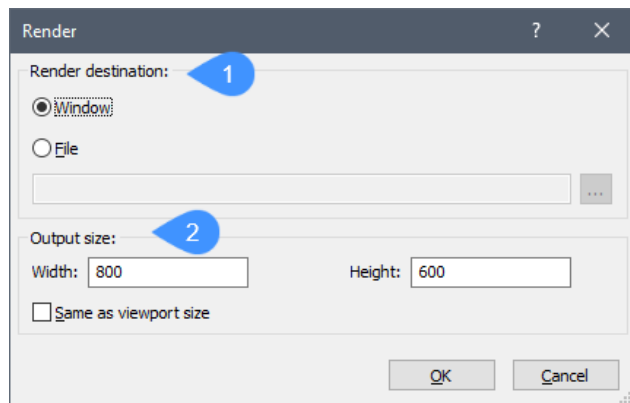 Render ?
Render destination: 1
Window
File
...
Output size: 2
Width: 800 Height: 600
Same as viewport size
OK Cancel